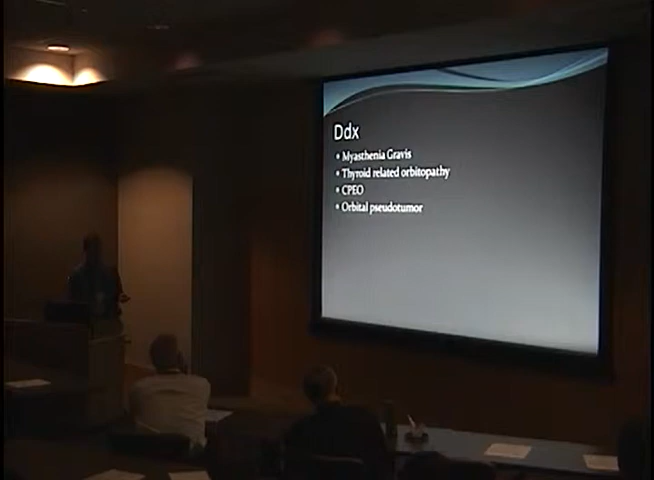 Ddx
• Myasthenia Gravis
• Thyroid related orbitopathy
• CPEO
• Orbital pseudotumor